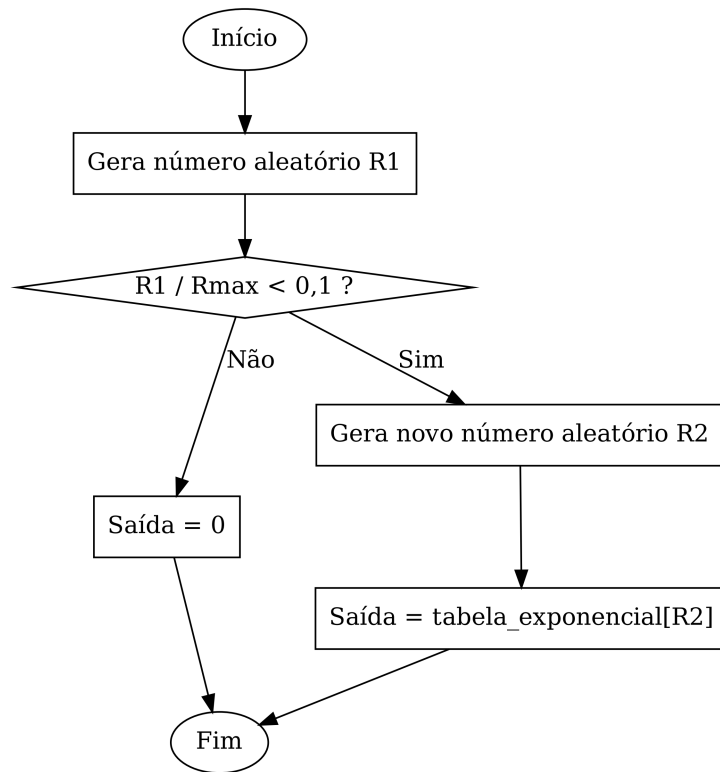 Início
Gera número aleatório R1
R1 / Rmax < 0,1 ?
Não
Sim
Gera novo número aleatório R2
Saída = 0
Saída = tabela_exponencial[R2]
Fim